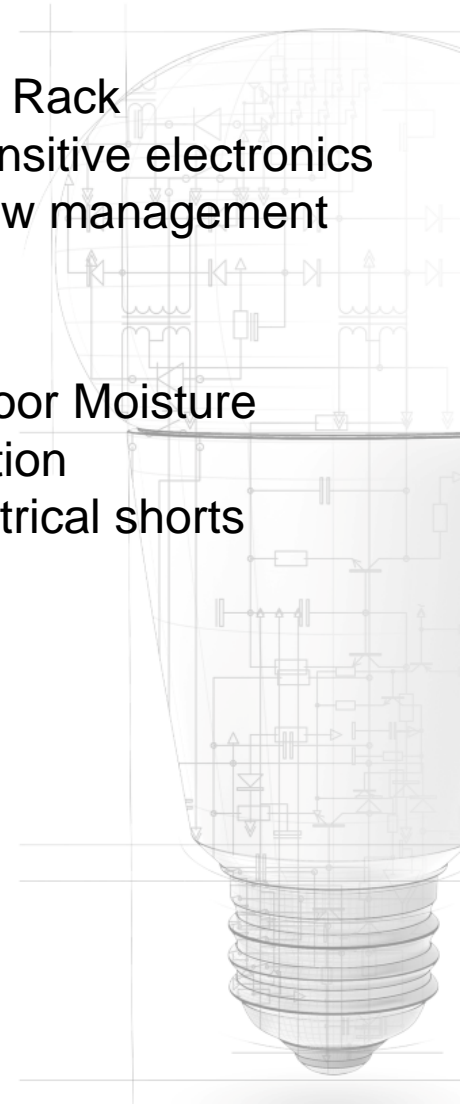 Rack
nsitive electronics
w management
oor Moisture
tion
trical shorts